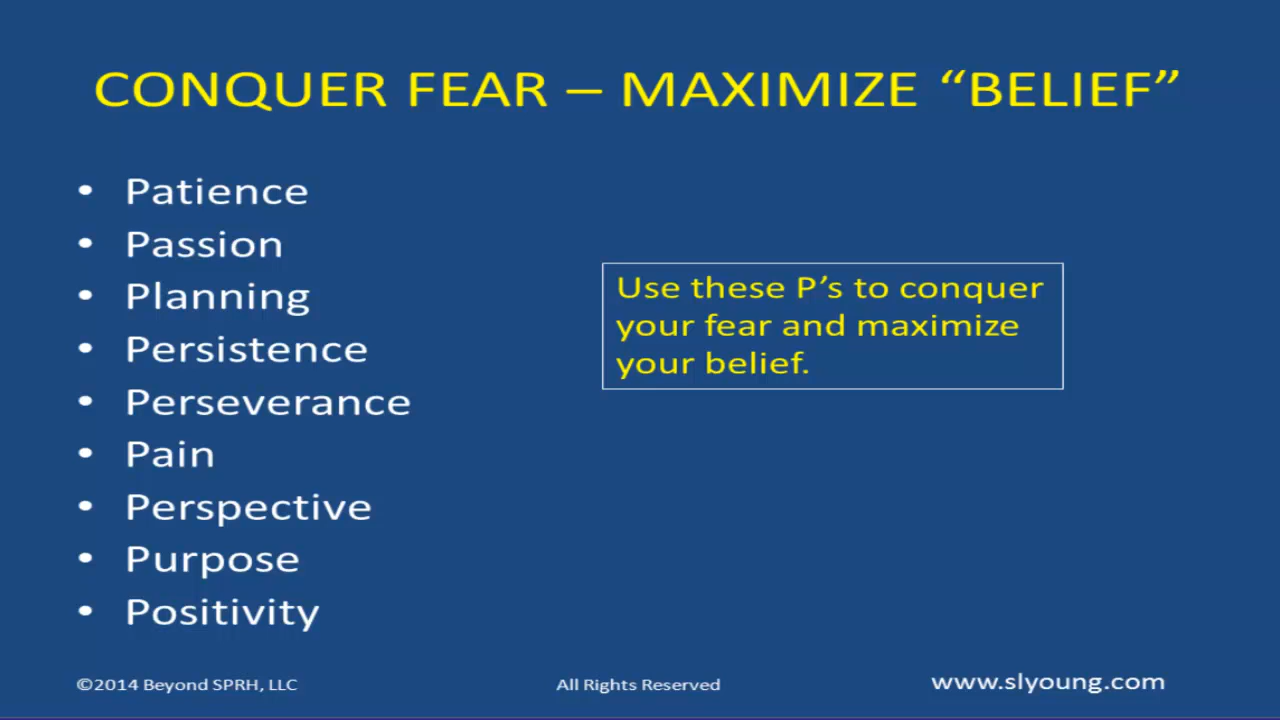 CONQUER FEAR – MAXIMIZE “BELIEF”
• Patience
• Passion
• Planning
• Persistence
• Perseverance
• Pain
• Perspective
• Purpose
• Positivity
Use these P’s to conquer
your fear and maximize
your belief.
©2014 Beyond SPRH, LLC
All Rights Reserved
www.slyoung.com